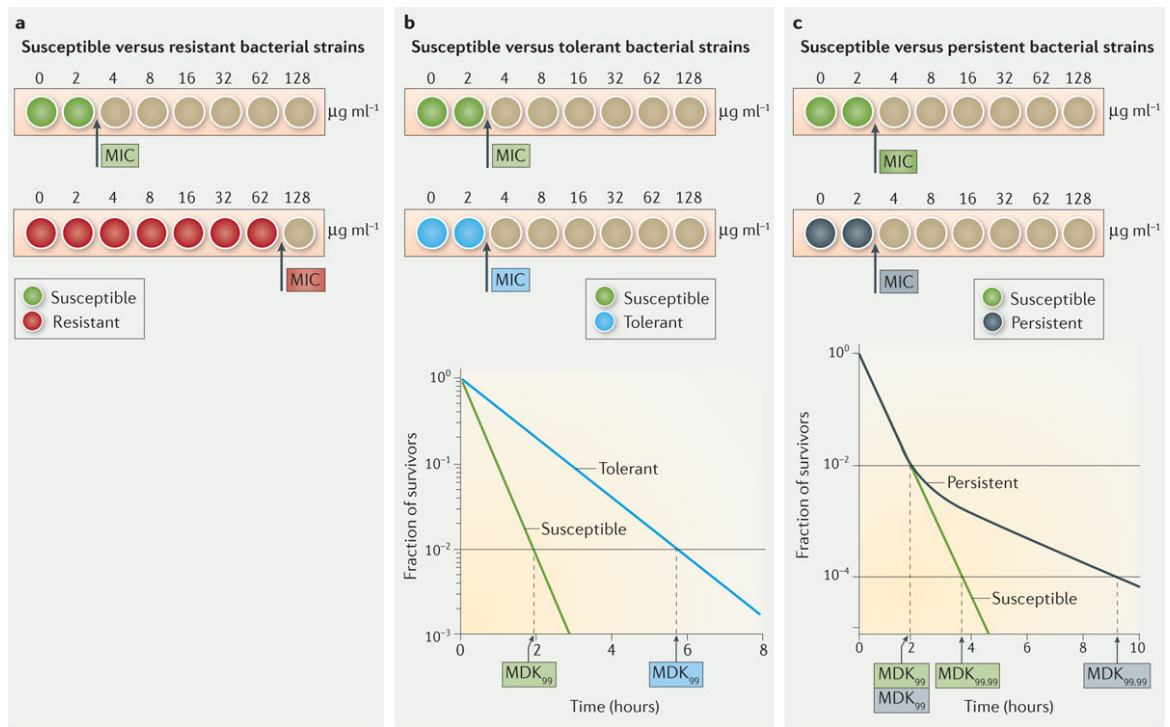 a
Susceptible versus resistant bacterial strains
0 2 4 8 16 32 62 128
µg ml⁻¹
MIC
0 2 4 8 16 32 62 128
µg ml⁻¹
MIC
Susceptible
Resistant
b
Susceptible versus tolerant bacterial strains
0 2 4 8 16 32 62 128
µg ml⁻¹
MIC
0 2 4 8 16 32 62 128
µg ml⁻¹
MIC
Susceptible
Tolerant
Fraction of survivors
10⁰
10⁻¹
10⁻²
10⁻³
Tolerant
Susceptible
0 2 4 6 8
MDK₉₉
MDK₉₉
Time (hours)
c
Susceptible versus persistent bacterial strains
0 2 4 8 16 32 62 128
µg ml⁻¹
MIC
0 2 4 8 16 32 62 128
µg ml⁻¹
MIC
Susceptible
Persistent
Fraction of survivors
10⁰
10⁻²
10⁻⁴
Persistent
Susceptible
0 2 4 6 8 10
MDK₉₉
MDK₉₉
MDK₉₉.₉₉
MDK₉₉.₉₉
Time (hours)